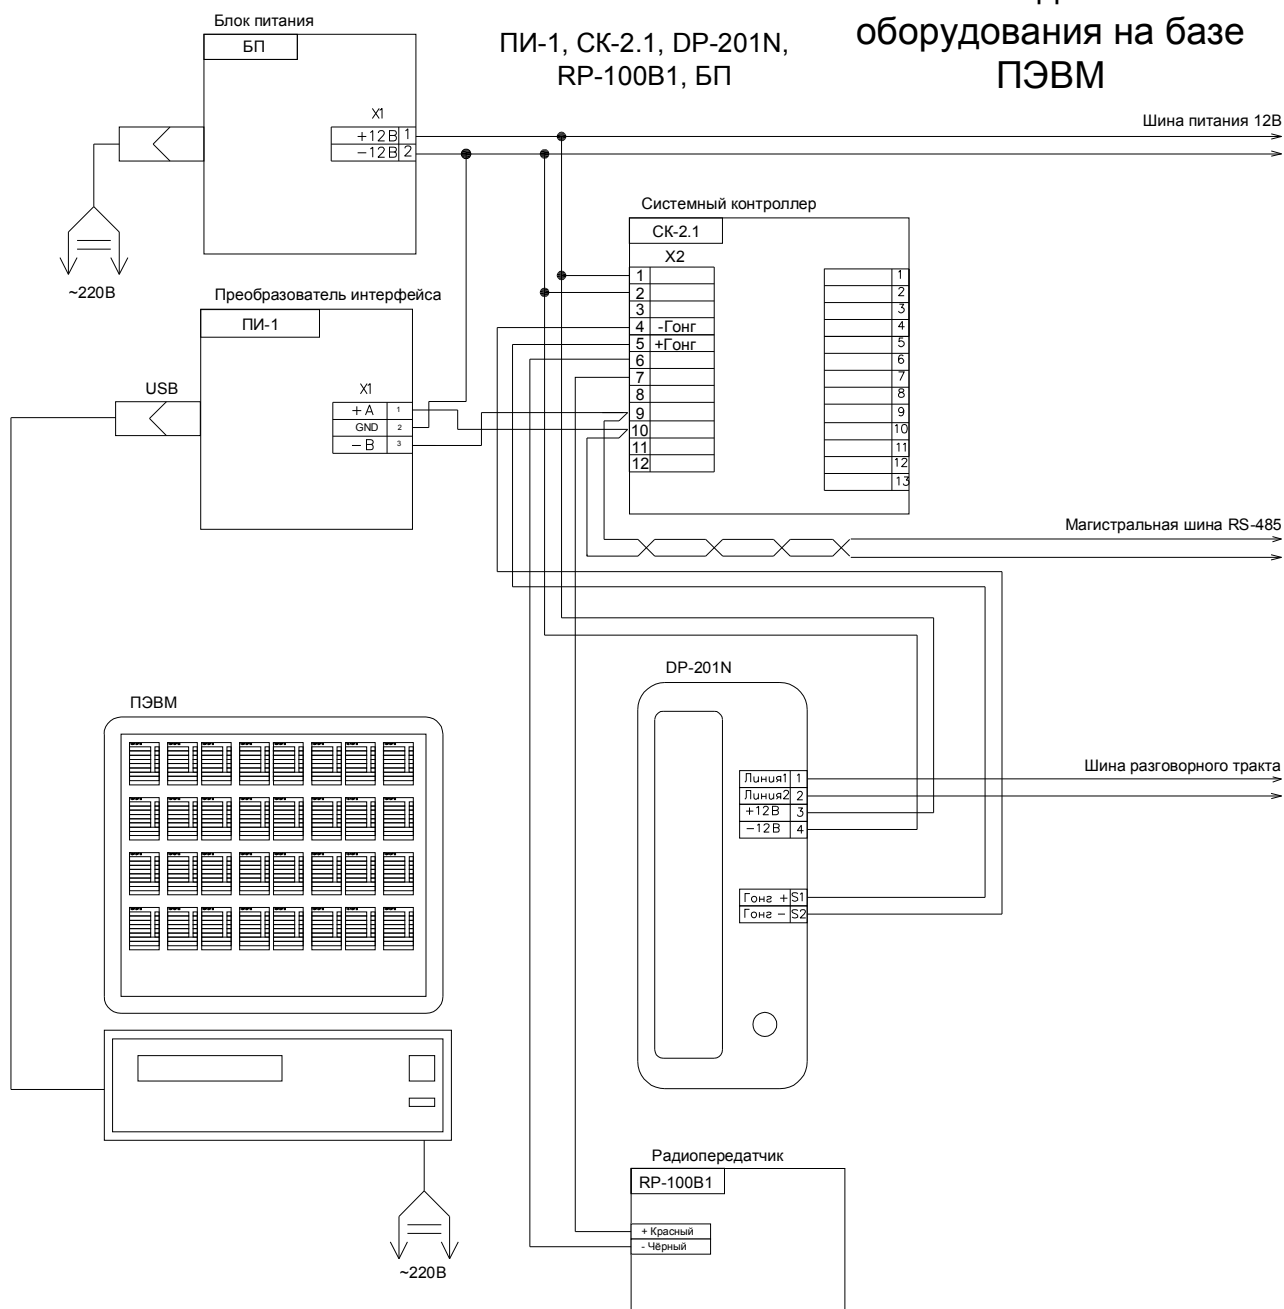 оборудования на базе
ПЭВМ
ПИ-1, СК-2.1, DP-201N,
RP-100B1, БП
Блок питания
БП
X1
+12В 1
−12В 2
~220В
Шина питания 12В
Системный контроллер
СК-2.1
X2
1
2
3
4 -Гонг
5 +Гонг
6
7
8
9
10
11
12
1
2
3
4
5
6
7
8
9
10
11
12
13
Преобразователь интерфейса
ПИ-1
USB
X1
+А 1
GND 2
−В 3
Магистральная шина RS-485
DP-201N
Линия1 1
Линия2 2
+12В 3
−12В 4
Гонг + S1
Гонг − S2
Шина разговорного тракта
ПЭВМ
~220В
Радиопередатчик
RP-100B1
+ Красный
- Чёрный